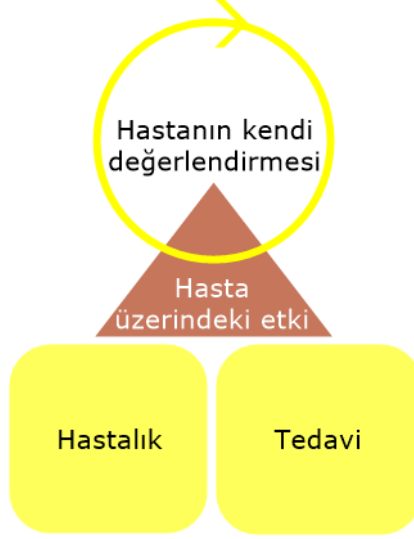 Hastanın kendi
değerlendirmesi
Hasta
üzerindeki etki
Hastalık
Tedavi